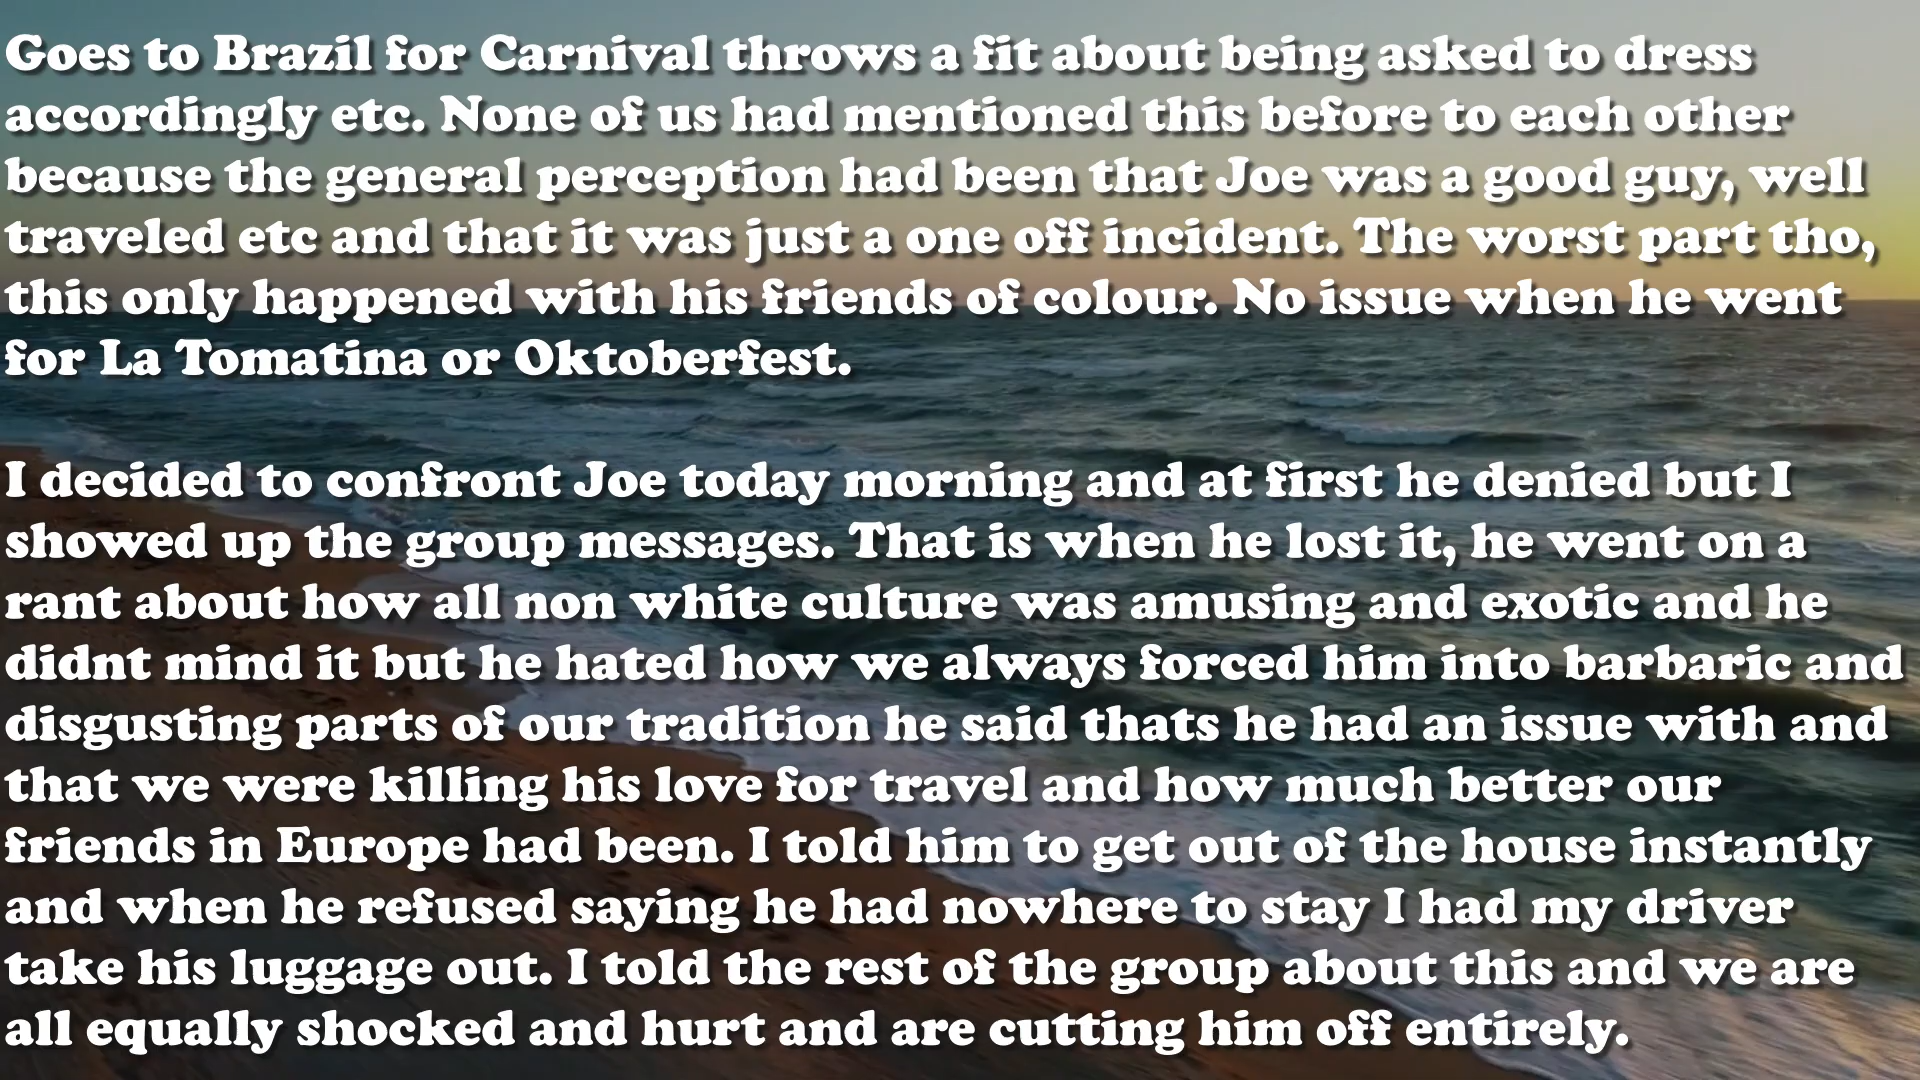 Goes to Brazil for Carnival throws a fit about being asked to dress
accordingly etc. None of us had mentioned this before to each other
because the general perception had been that Joe was a good guy, well
traveled etc and that it was just a one off incident. The worst part tho,
this only happened with his friends of colour. No issue when he went
for La Tomatina or Oktoberfest.
I decided to confront Joe today morning and at first he denied but I
showed up the group messages. That is when he lost it, he went on a
rant about how all non white culture was amusing and exotic and he
didnt mind it but he hated how we always forced him into barbaric and
disgusting parts of our tradition he said thats he had an issue with and
that we were killing his love for travel and how much better our
friends in Europe had been. I told him to get out of the house instantly
and when he refused saying he had nowhere to stay I had my driver
take his luggage out. I told the rest of the group about this and we are
all equally shocked and hurt and are cutting him off entirely.